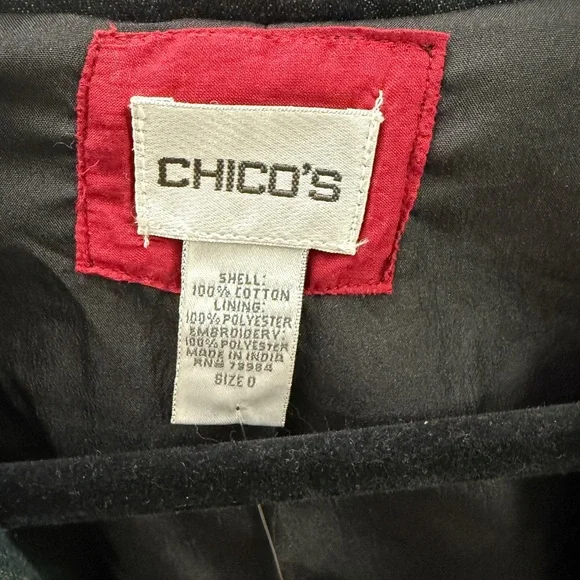 CHICO'S
SHELL:
100% COTTON
LINING:
100% POLYESTER
EMBROIDERY:
100% POLYESTER
MADE IN INDIA
RN# 79984
SIZE 0